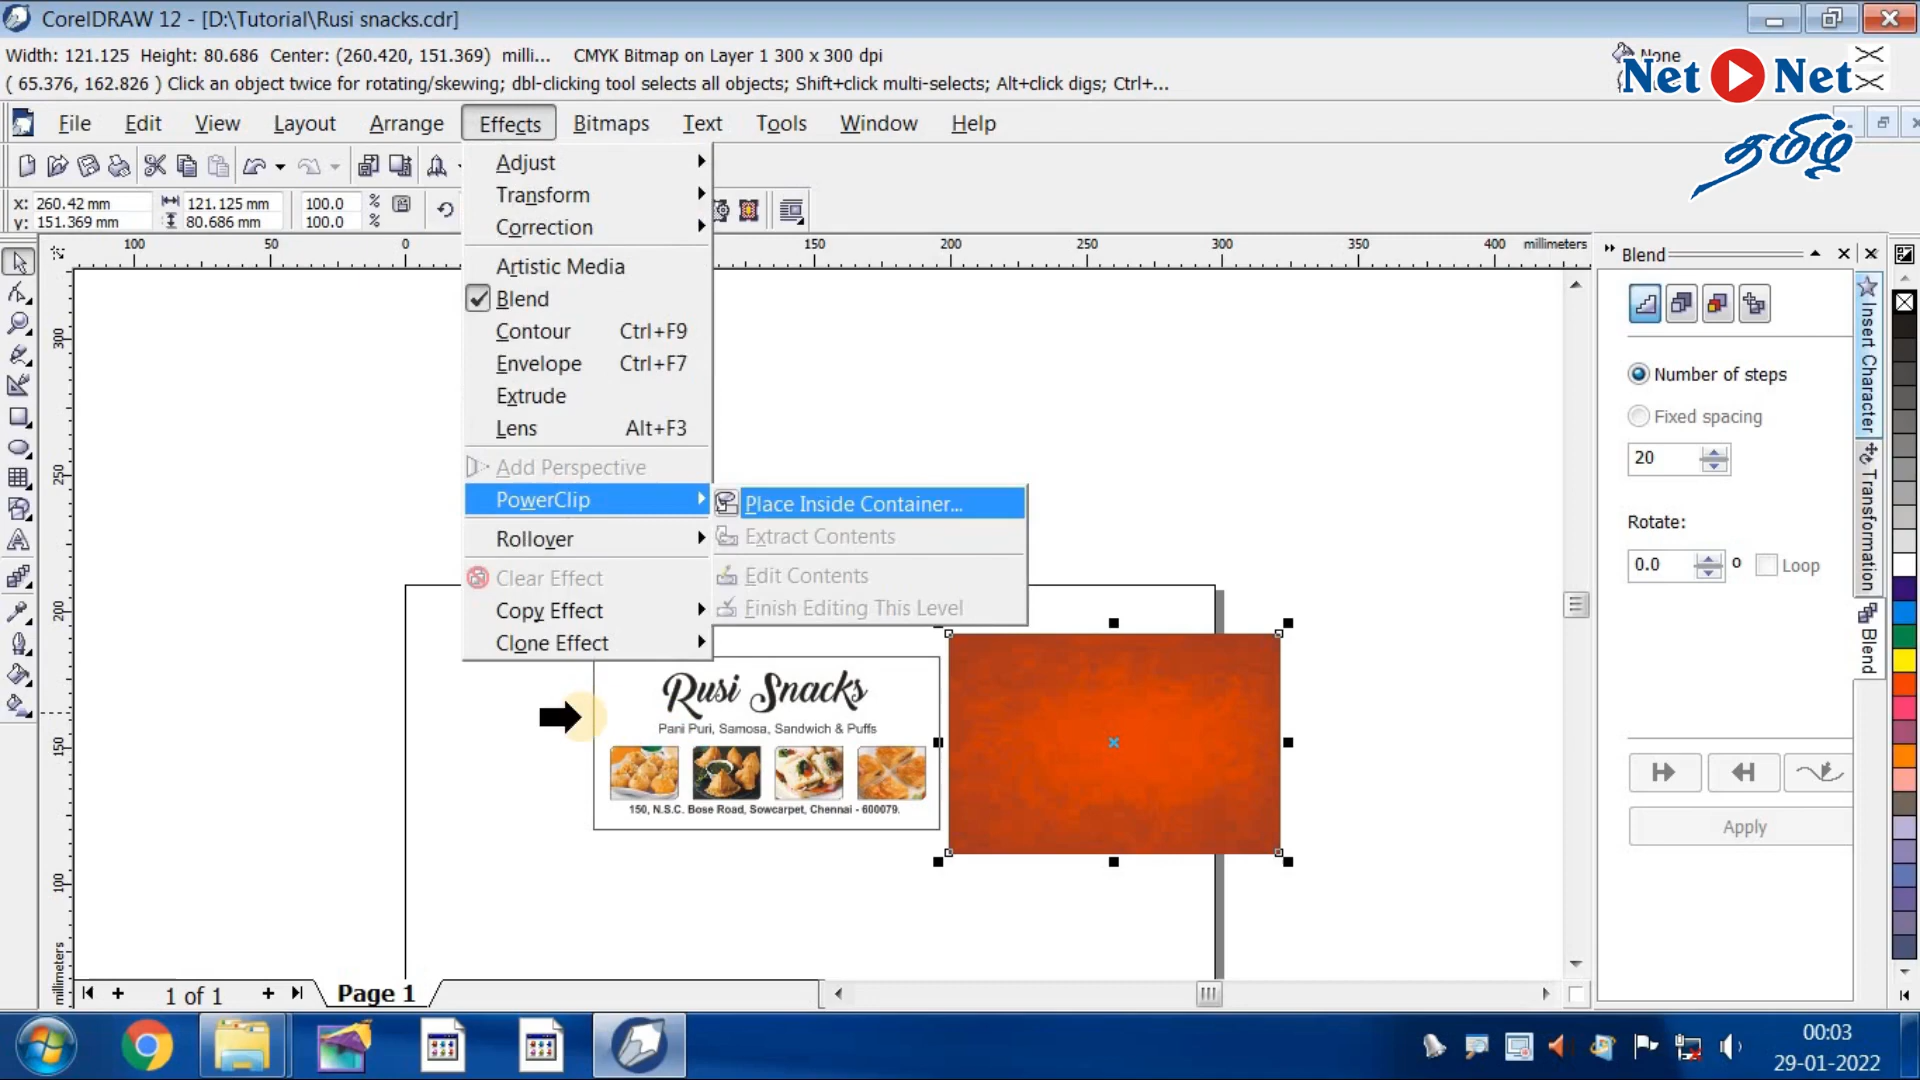 CorelDRAW 12 - [D:\Tutorial\Rusi snacks.cdr]
Width: 121.125 Height: 80.686 Center: (260.420, 151.369) milli... CMYK Bitmap on Layer 1 300 x 300 dpi
None
( 65.376, 162.826 ) Click an object twice for rotating/skewing; dbl-clicking tool selects all objects; Shift+click multi-selects; Alt+click digs; Ctrl+...
Net Net
தமிழ்
File Edit View Layout Arrange Effects Bitmaps Text Tools Window Help
x: 260.42 mm 121.125 mm 100.0 %
y: 151.369 mm 80.686 mm 100.0 %
100 50 0 150 200 250 300 350 400 millimeters
300
250
200
150
100
millimeters
Adjust
Transform
Correction
Artistic Media
Blend
Contour Ctrl+F9
Envelope Ctrl+F7
Extrude
Lens Alt+F3
Add Perspective
PowerClip
Rollover
Clear Effect
Copy Effect
Clone Effect
Place Inside Container...
Extract Contents
Edit Contents
Finish Editing This Level
Rusi Snacks
Pani Puri, Samosa, Sandwich & Puffs
150, N.S.C. Bose Road, Sowcarpet, Chennai - 600079.
Blend
Number of steps
Fixed spacing
20
Rotate:
0.0 o Loop
Apply
Insert Character
Transformation
Blend
1 of 1 Page 1
00:03
29-01-2022